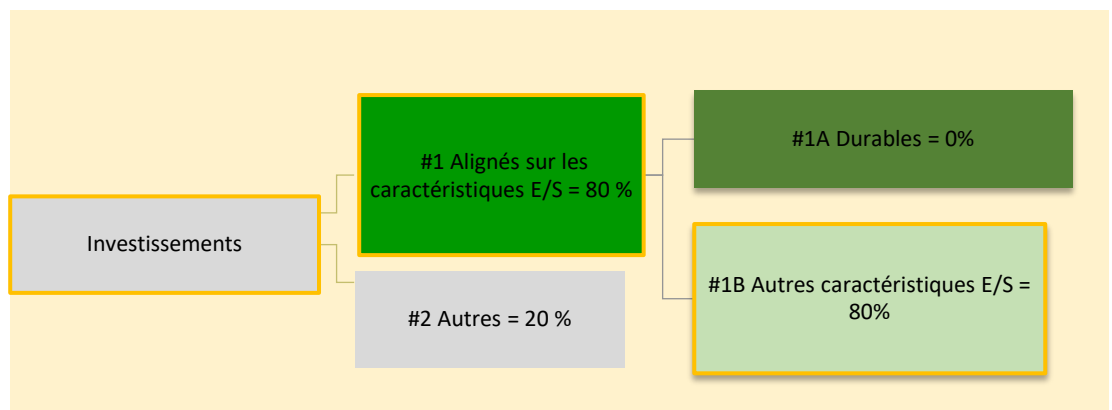 Investissements
#1 Alignés sur les
caractéristiques E/S = 80 %
#2 Autres = 20 %
#1A Durables = 0%
#1B Autres caractéristiques E/S =
80%